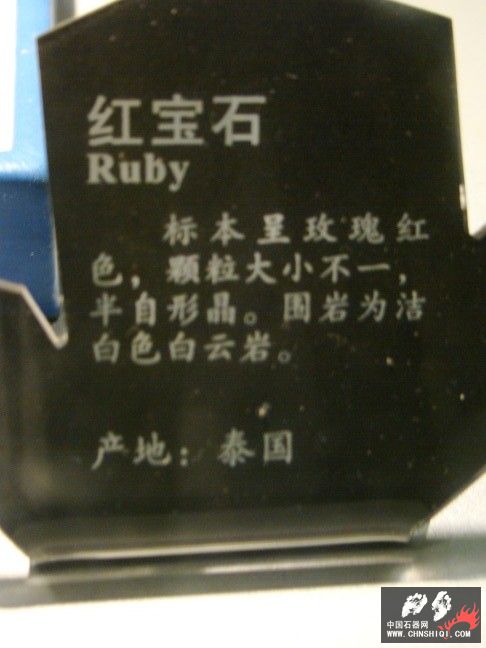 红宝石
Ruby
标本呈玫瑰红
色，颗粒大小不一，
半自形晶。围岩为洁
白色白云岩。
产地：泰国
中国石器网
www.CHNSHIQI.COM